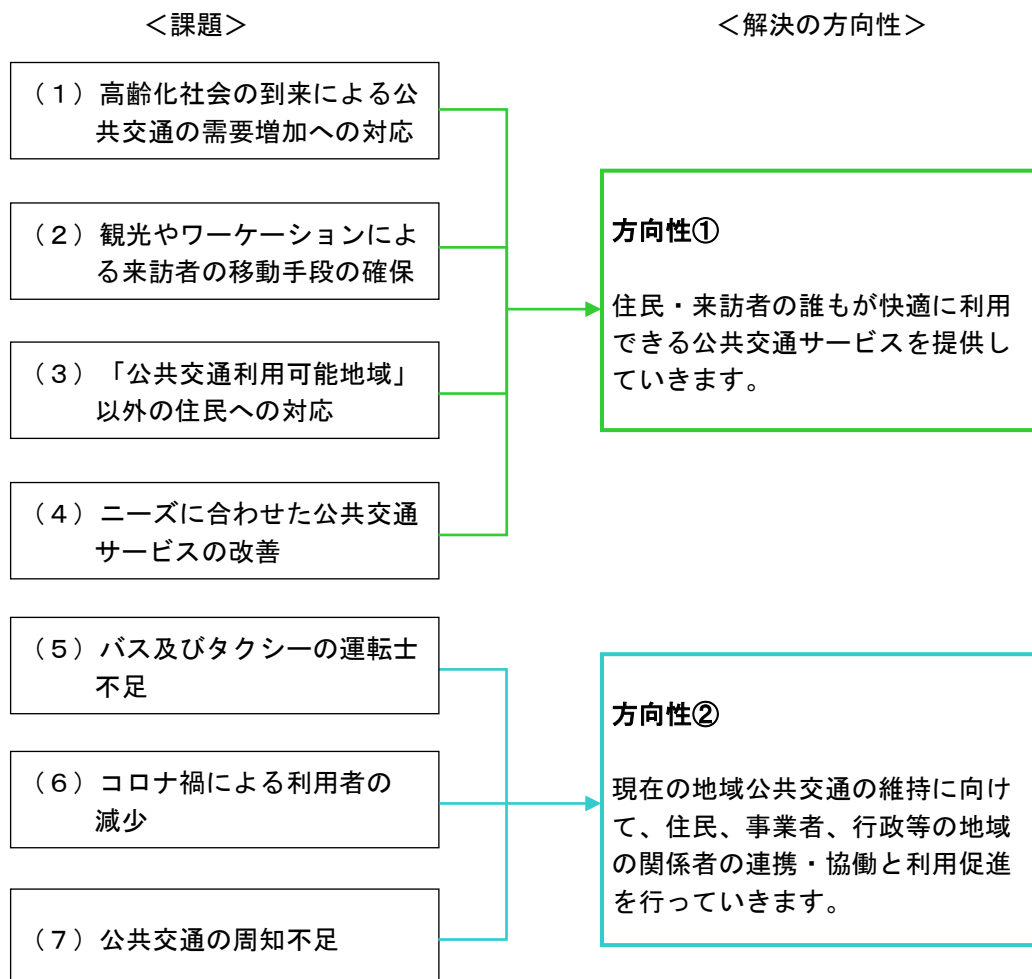 ＜課題＞
（１）高齢化社会の到来による公
共交通の需要増加への対応
（２）観光やワーケーションによ
る来訪者の移動手段の確保
（３）「公共交通利用可能地域」
以外の住民への対応
（４）ニーズに合わせた公共交通
サービスの改善
（５）バス及びタクシーの運転士
不足
（６）コロナ禍による利用者の
減少
（７）公共交通の周知不足
＜解決の方向性＞
方向性①
住民・来訪者の誰もが快適に利用
できる公共交通サービスを提供し
ていきます。
方向性②
現在の地域公共交通の維持に向け
て、住民、事業者、行政等の地域
の関係者の連携・協働と利用促進
を行っていきます。